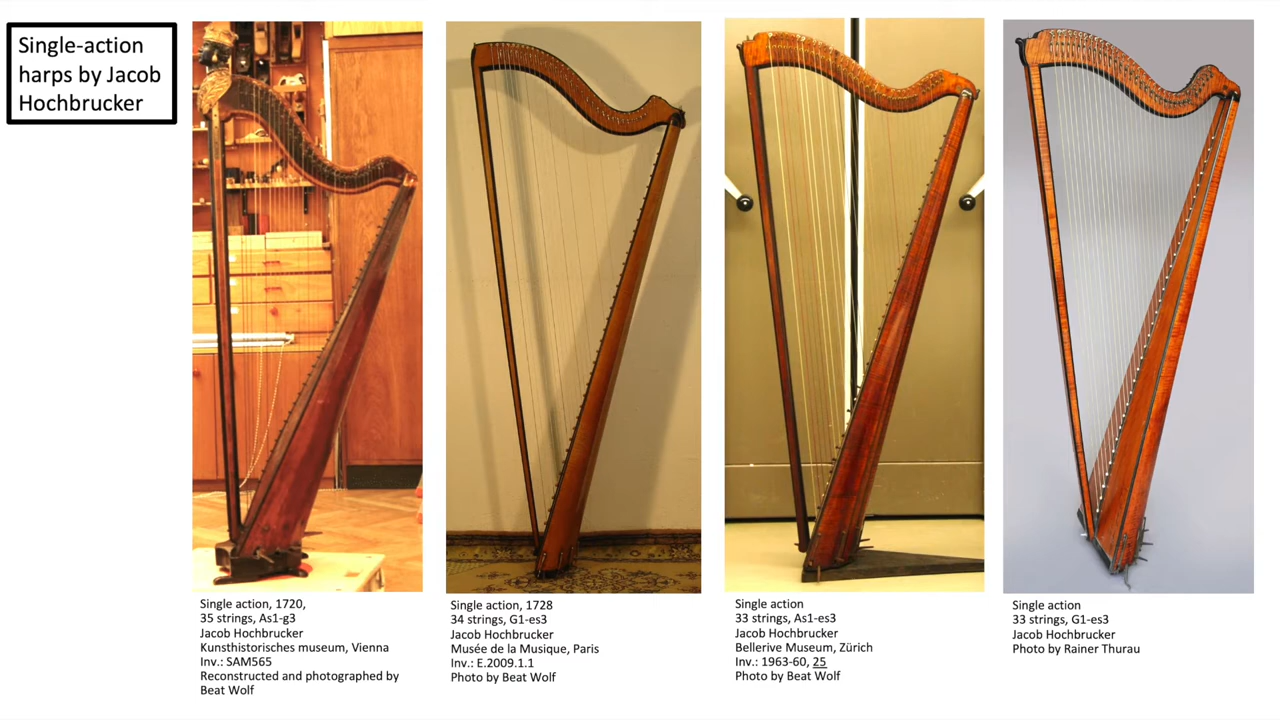 Single-action
harps by Jacob
Hochbrucker
Single action, 1720,
35 strings, As1-g3
Jacob Hochbrucker
Kunsthistorisches museum, Vienna
Inv.: SAM565
Reconstructed and photographed by
Beat Wolf
Single action, 1728
34 strings, G1-es3
Jacob Hochbrucker
Musée de la Musique, Paris
Inv.: E.2009.1.1
Photo by Beat Wolf
Single action
33 strings, As1-es3
Jacob Hochbrucker
Bellerive Museum, Zürich
Inv.: 1963-60, 25
Photo by Beat Wolf
Single action
33 strings, G1-es3
Jacob Hochbrucker
Photo by Rainer Thurau